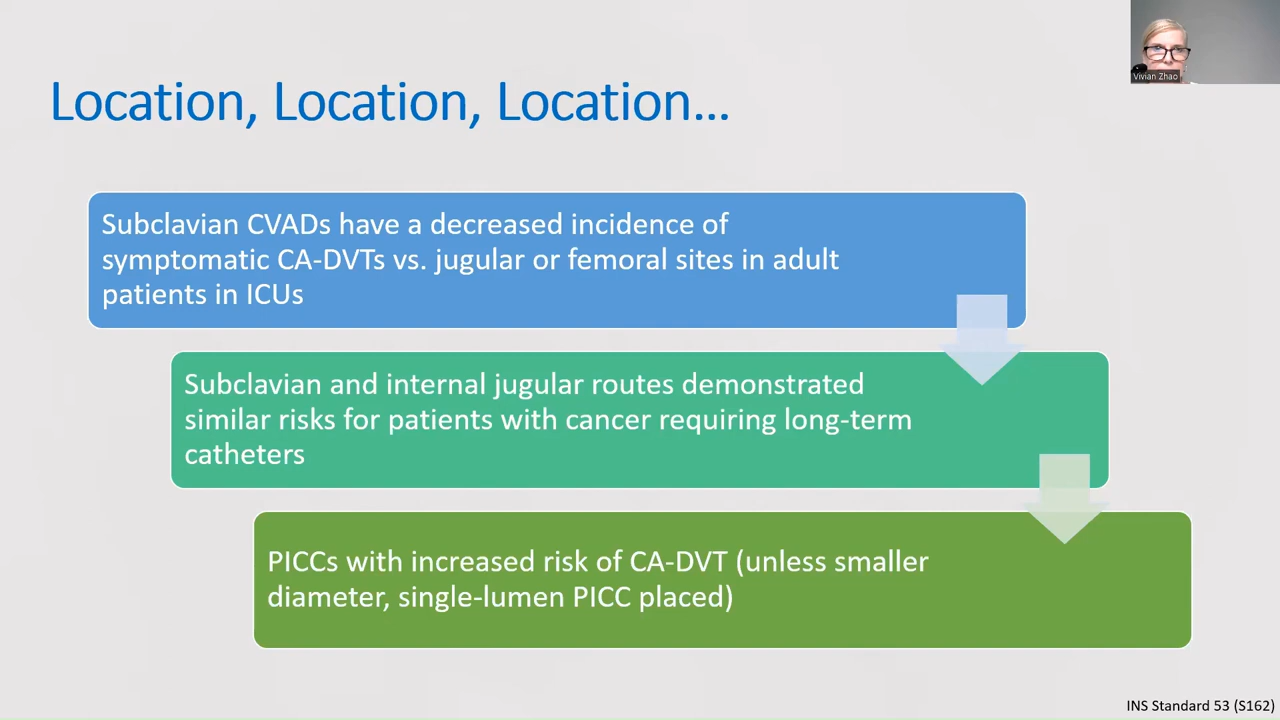 Vivian Zhao
Location, Location, Location...
Subclavian CVADs have a decreased incidence of
symptomatic CA-DVTs vs. jugular or femoral sites in adult
patients in ICUs
Subclavian and internal jugular routes demonstrated
similar risks for patients with cancer requiring long-term
catheters
PICCs with increased risk of CA-DVT (unless smaller
diameter, single-lumen PICC placed)
INS Standard 53 (S162)